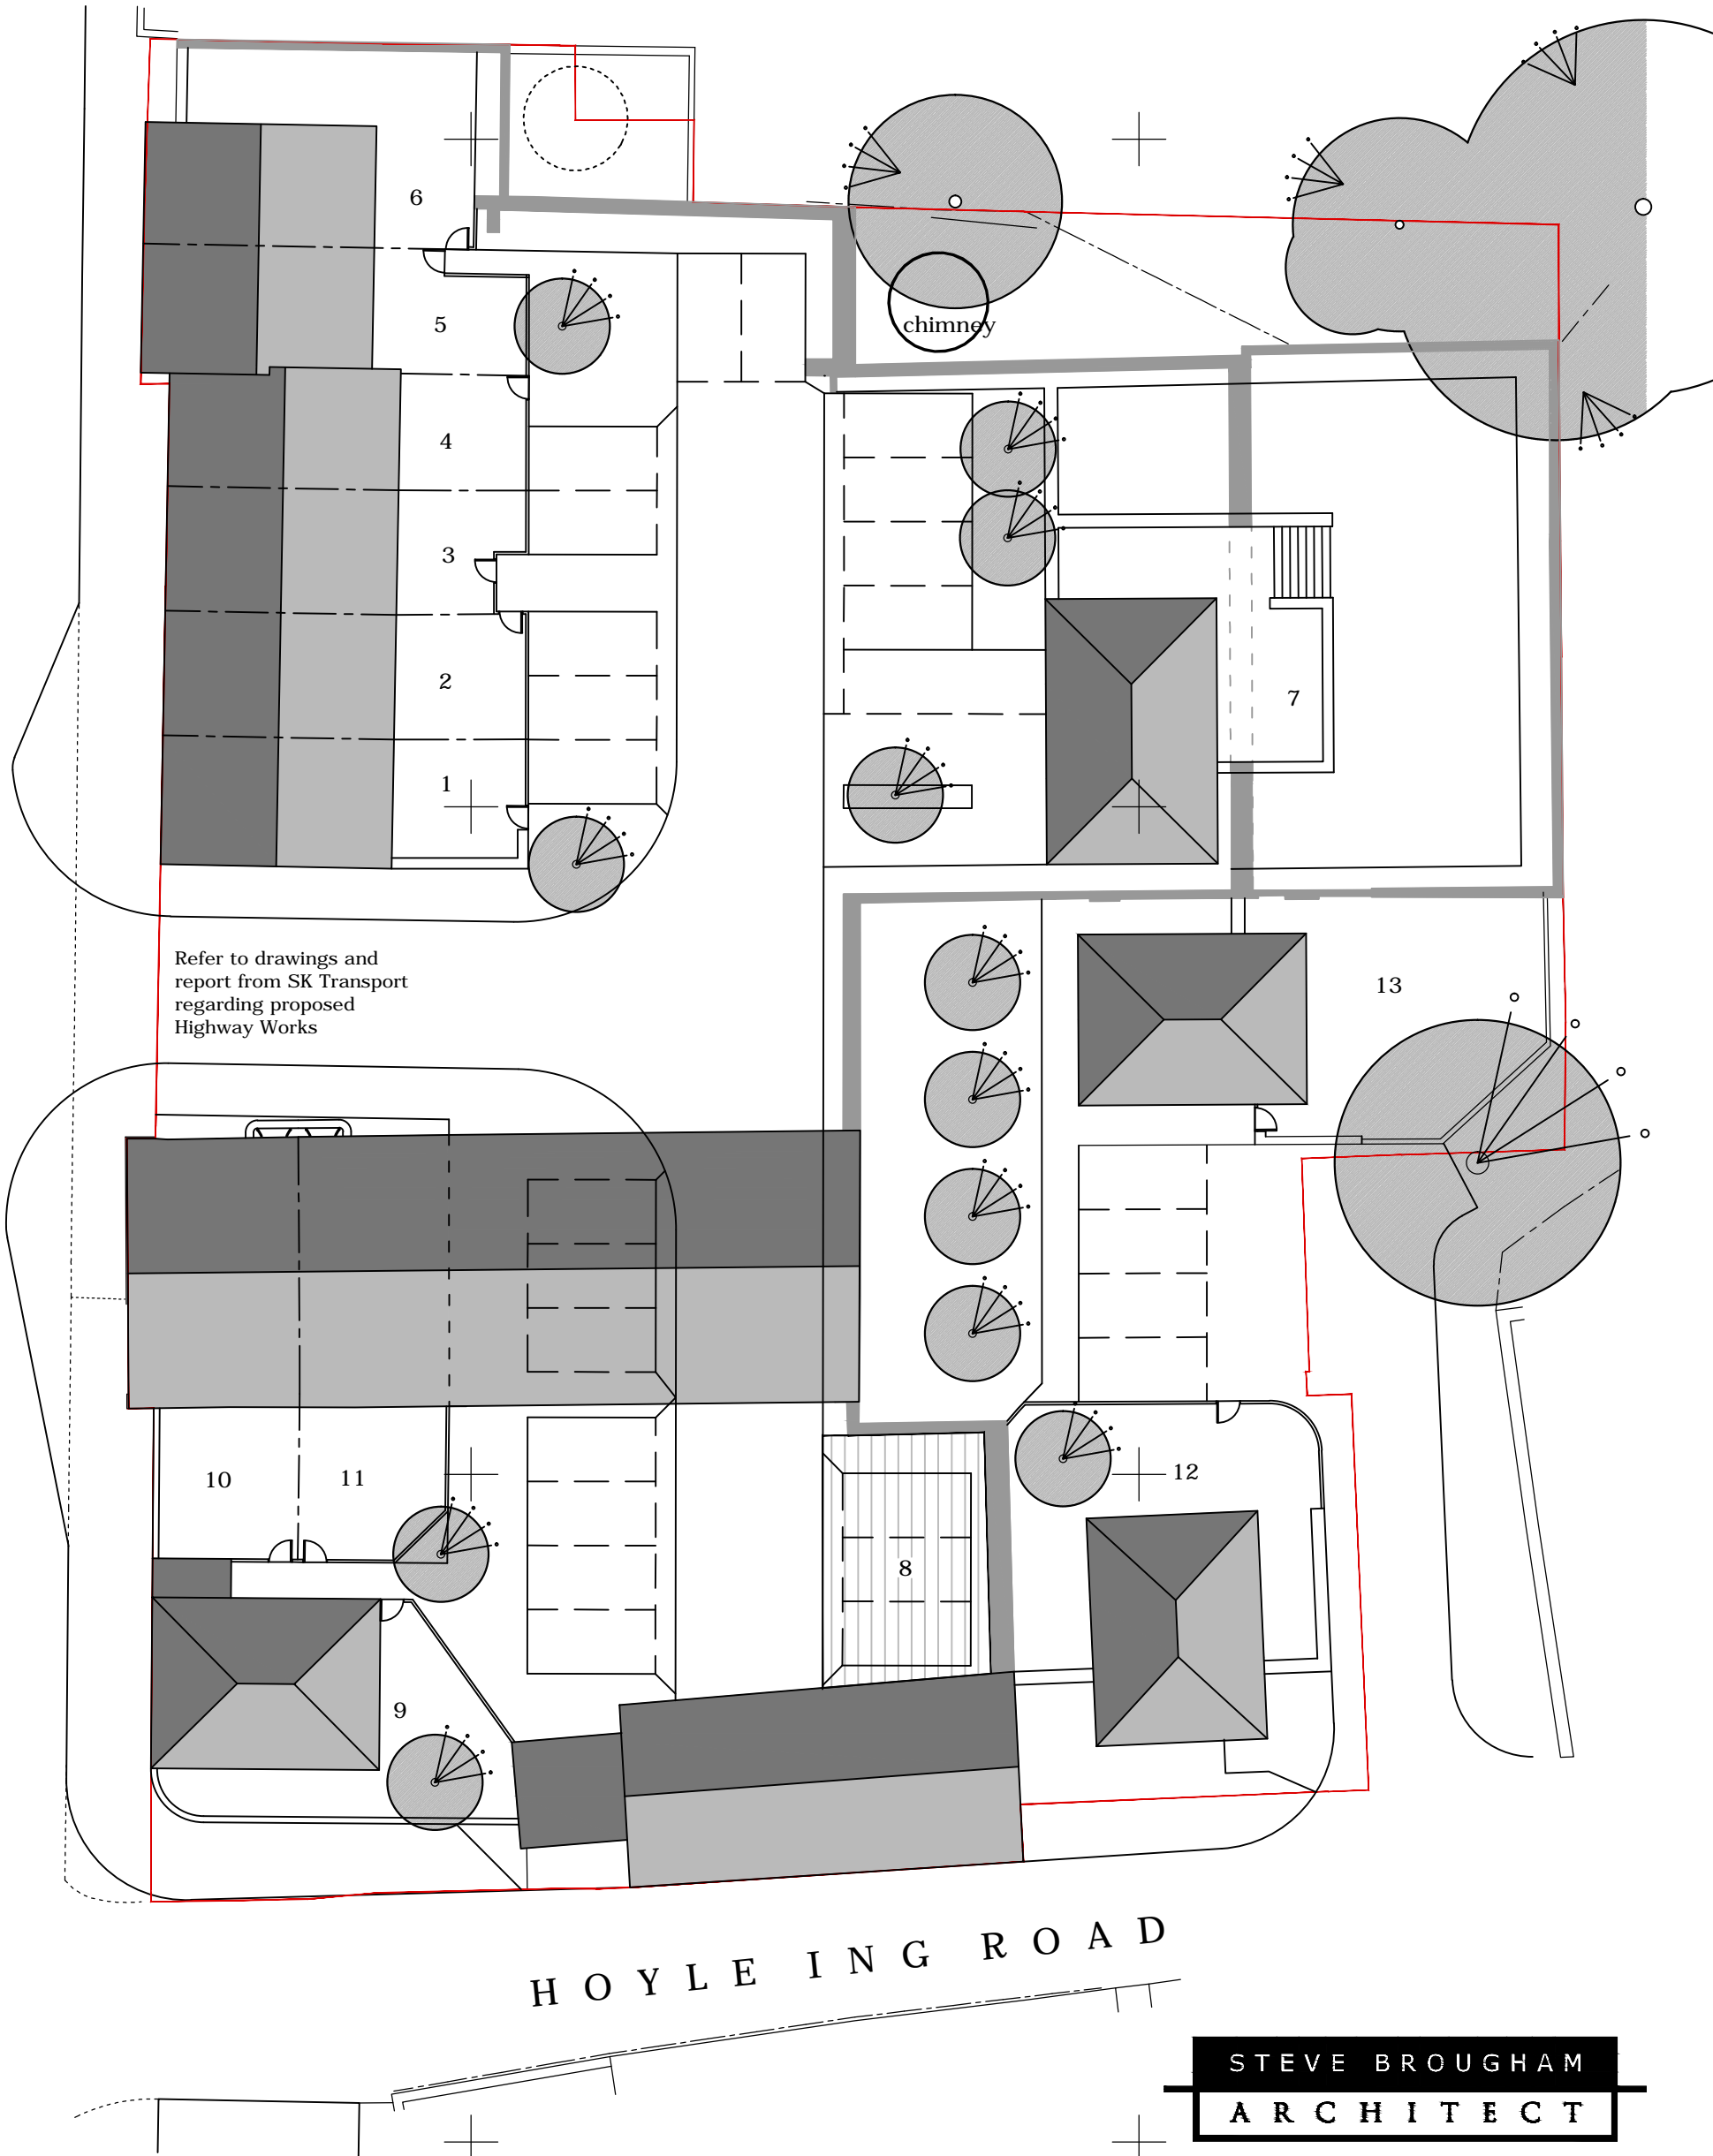 6
5
chimney
4
3
2
7
1
Refer to drawings and
report from SK Transport
regarding proposed
Highway Works
13
10
11
12
8
9
HOYLE ING ROAD
STEVE BROUGHAM
ARCHITECT